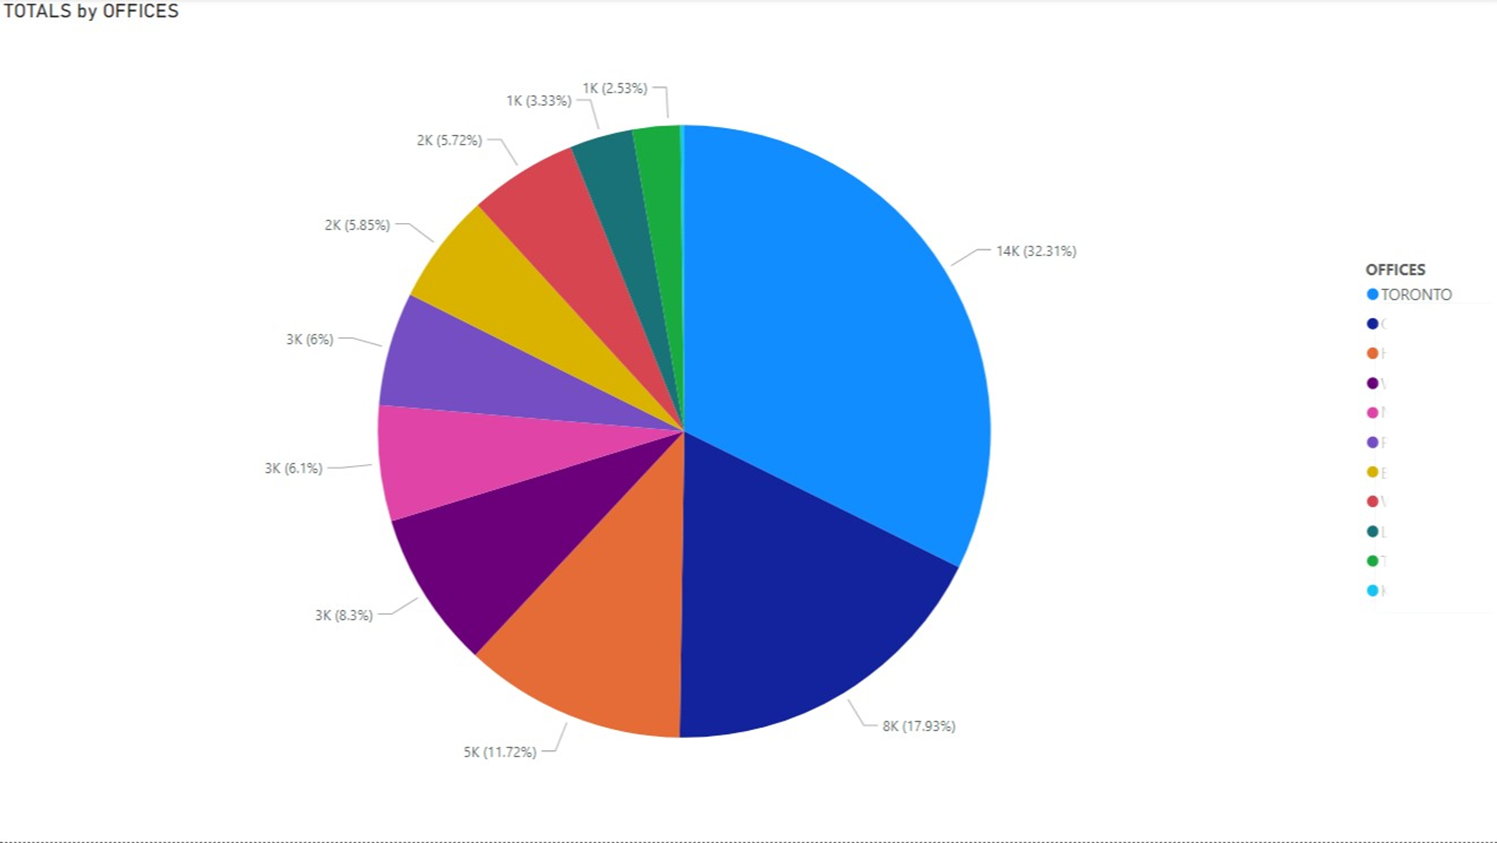 TOTALS by OFFICES
1K (2.53%)
1K (3.33%)
2K (5.72%)
2K (5.85%)
14K (32.31%)
3K (6%)
3K (6.1%)
3K (8.3%)
5K (11.72%)
8K (17.93%)
OFFICES
TORONTO